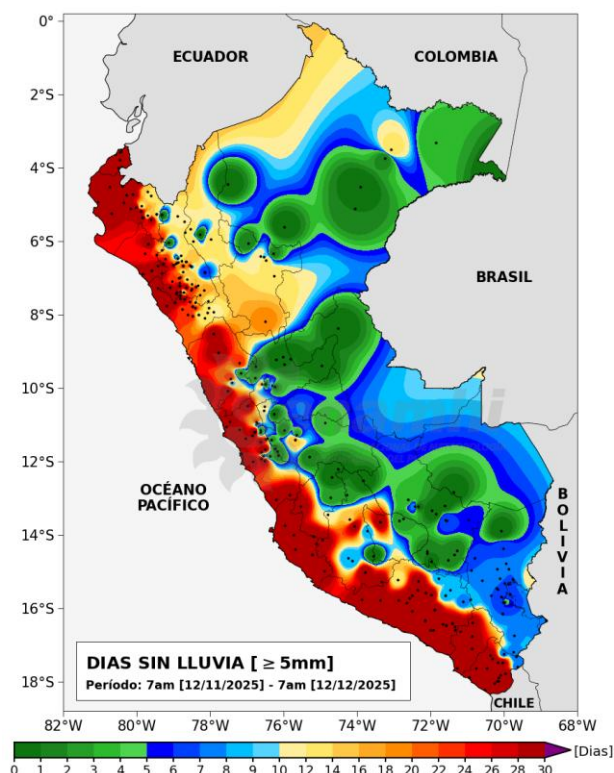 0°
ECUADOR
COLOMBIA
2°S
4°S
6°S
BRASIL
8°S
10°S
senamhi
12°S
OCÉANO
PACÍFICO
BOLIVIA
14°S
16°S
DIAS SIN LLUVIA [ ≥ 5mm]
Período: 7am [12/11/2025] - 7am [12/12/2025]
18°S
CHILE
82°W 80°W 78°W 76°W 74°W 72°W 70°W 68°W
[Dias]
0 1 2 3 4 5 6 7 8 9 10 12 14 16 18 20 22 24 26 28 30